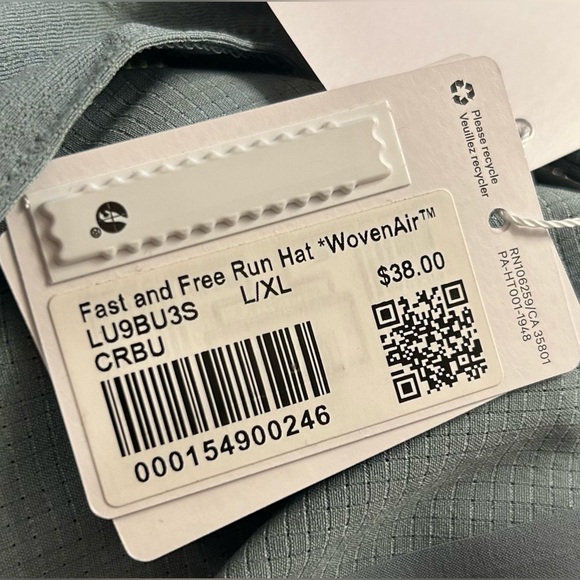 Please recycle
Veuillez recycler
®
Fast and Free Run Hat *WovenAir™
LU9BU3S L/XL $38.00
CRBU
000154900246
RN106259/CA 35801
PA-HT001-1948